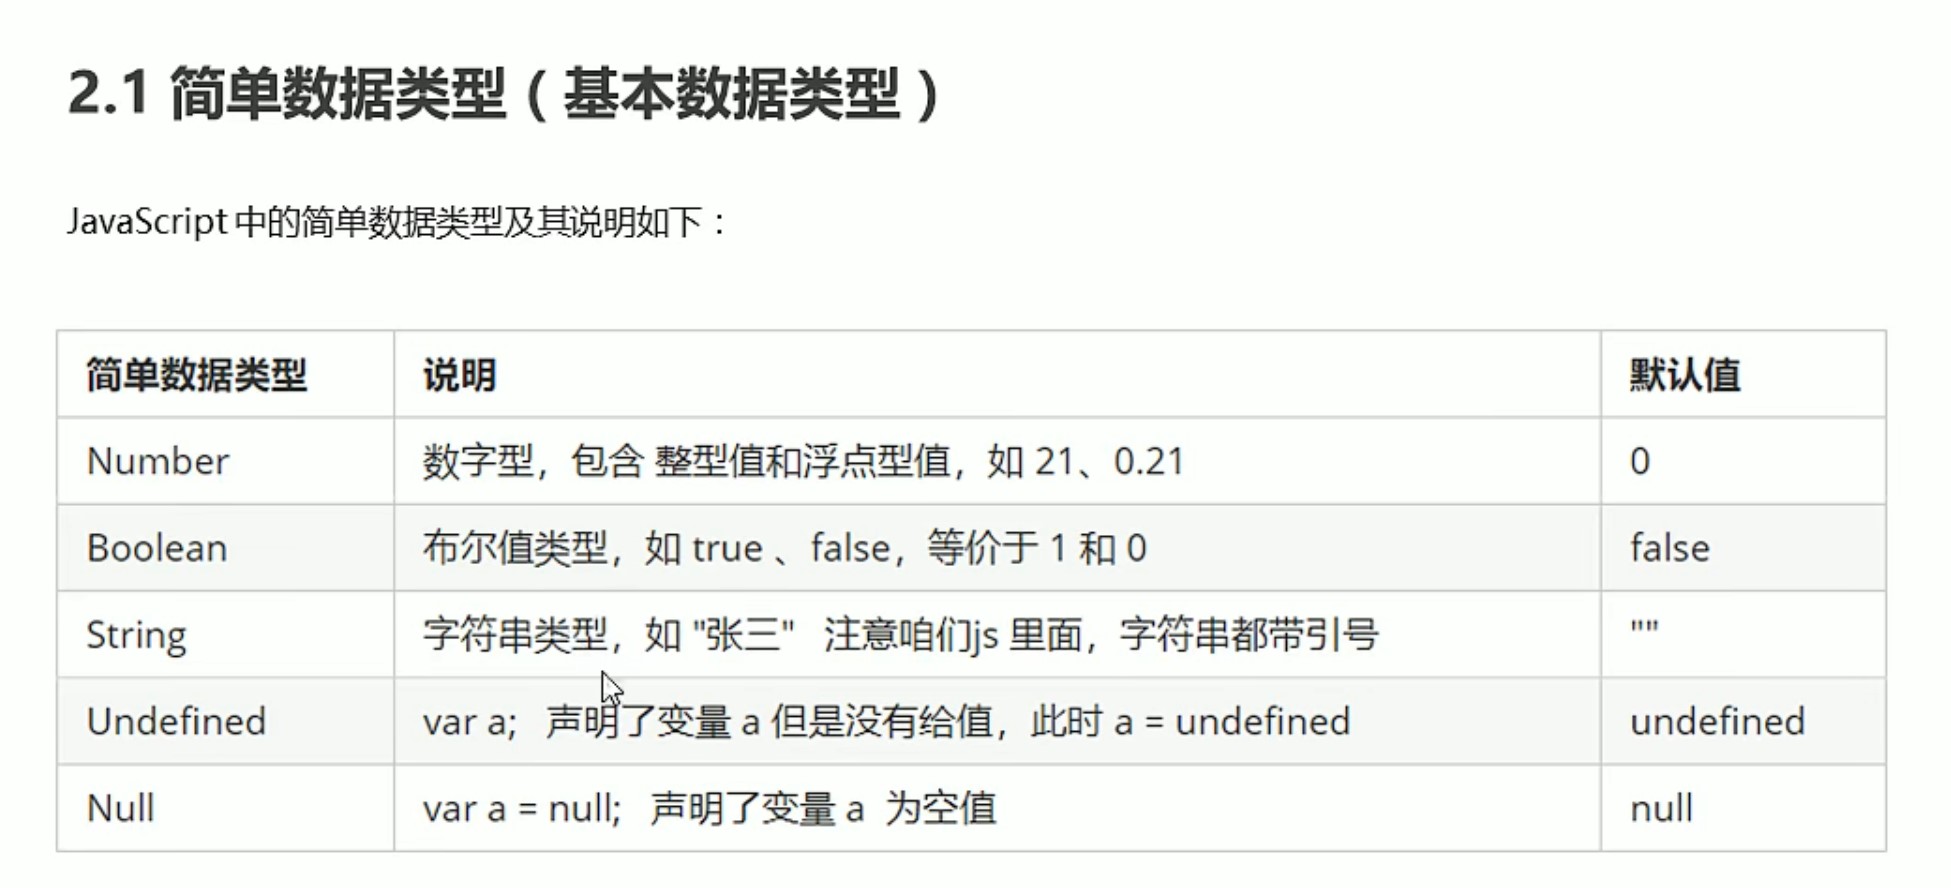 2.1 简单数据类型（基本数据类型）
JavaScript 中的简单数据类型及其说明如下：
简单数据类型 说明 默认值
Number 数字型，包含 整型值和浮点型值，如 21、0.21 0
Boolean 布尔值类型，如 true 、false，等价于 1 和 0 false
String 字符串类型，如 "张三" 注意咱们js 里面，字符串都带引号 ""
Undefined var a; 声明了变量 a 但是没有给值，此时 a = undefined undefined
Null var a = null; 声明了变量 a 为空值 null